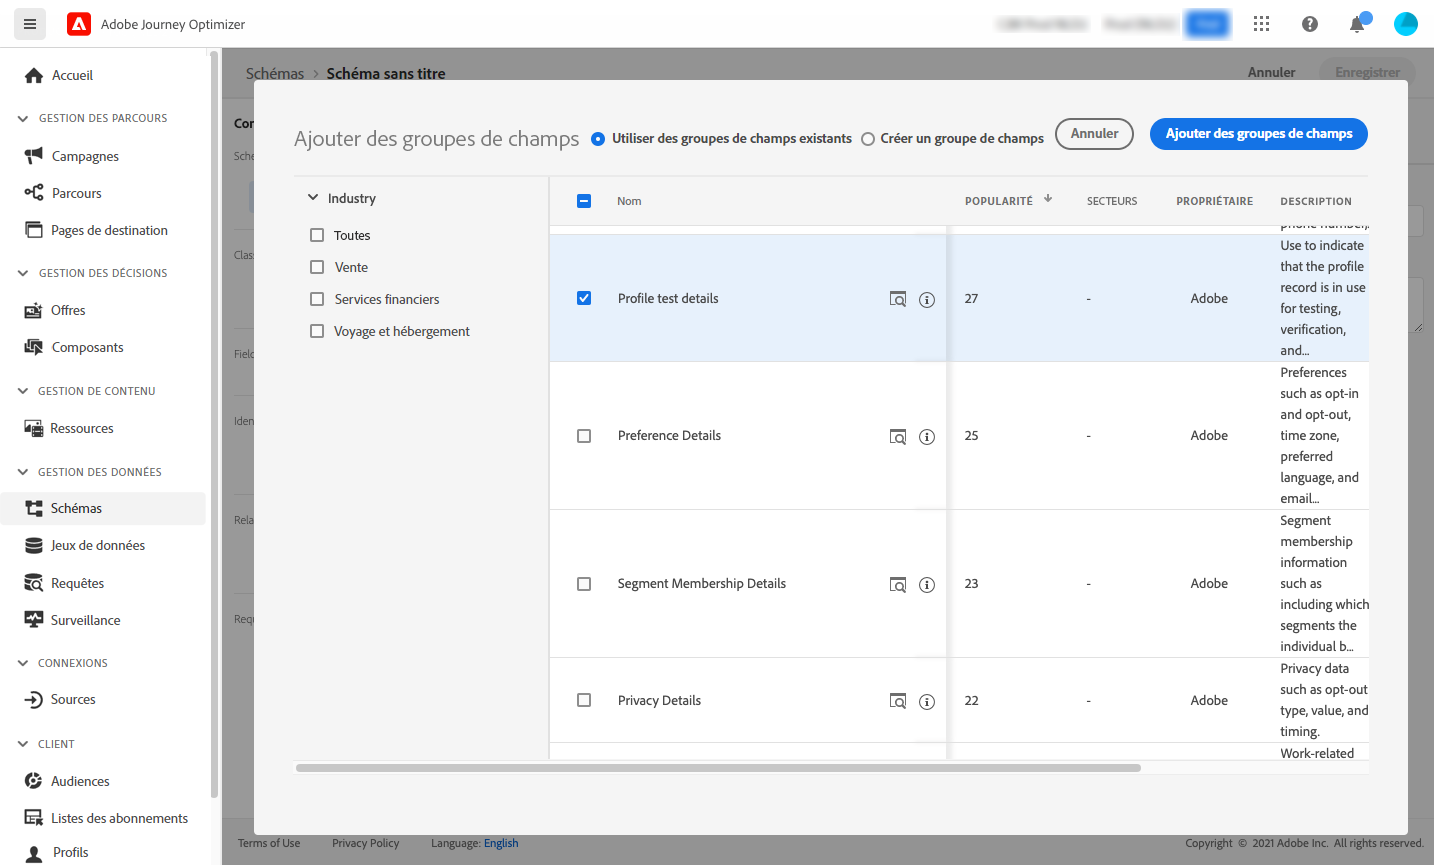 Adobe Journey Optimizer
Accueil
GESTION DES PARCOURS
Campagnes
Parcours
Pages de destination
GESTION DES DÉCISIONS
Offres
Composants
GESTION DE CONTENU
Ressources
GESTION DES DONNÉES
Schémas
Jeux de données
Requêtes
Surveillance
CONNEXIONS
Sources
CLIENT
Audiences
Listes des abonnements
Profils
Schémas > Schéma sans titre
Annuler
Enregistrer
Ajouter des groupes de champs
Utiliser des groupes de champs existants
Créer un groupe de champs
Annuler
Ajouter des groupes de champs
Industry
Toutes
Vente
Services financiers
Voyage et hébergement
Nom POPULARITÉ SECTEURS PROPRIÉTAIRE DESCRIPTION
phone number,
Profile test details 27 - Adobe
Use to indicate
that the profile
record is in use
for testing,
verification,
and...
Preference Details 25 - Adobe
Preferences
such as opt-in
and opt-out,
time zone,
preferred
language, and
email...
Segment Membership Details 23 - Adobe
Segment
membership
information
such as
including which
segments the
individual b...
Privacy Details 22 - Adobe
Privacy data
such as opt-out
type, value, and
timing.
Work-related
Terms of Use Privacy Policy Language: English
Copyright © 2021 Adobe Inc. All rights reserved.